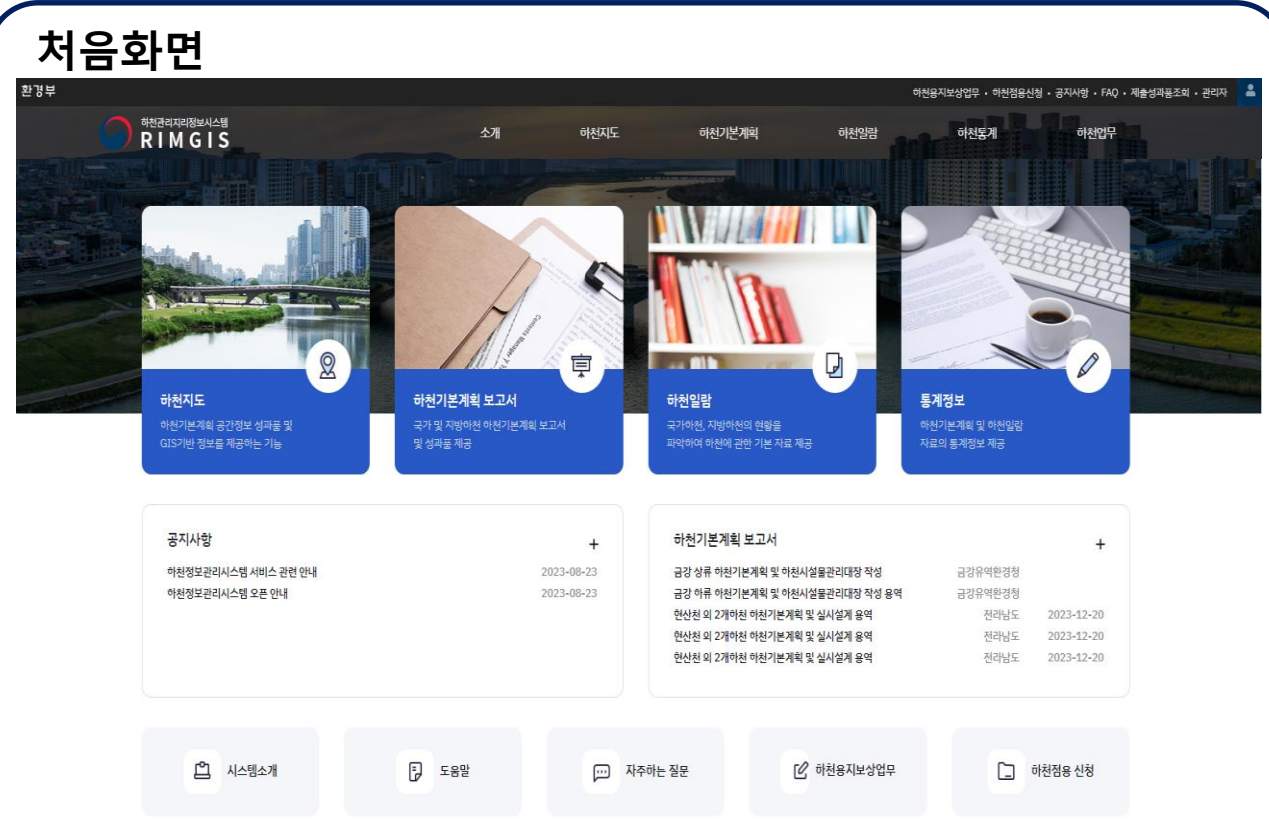 처음화면
환경부
하천용지보상업무 • 하천점용신청 • 공지사항 • FAQ • 제출성과품조회 • 관리자
하천관리지리정보시스템
RIMGIS
소개 하천지도 하천기본계획 하천일람 하천통계 하천업무
하천지도
하천기본계획 공간정보 성과품 및
GIS기반 정보를 제공하는 기능
하천기본계획 보고서
국가 및 지방하천 하천기본계획 보고서
및 성과품 제공
하천일람
국가하천, 지방하천의 현황을
파악하여 하천에 관한 기본 자료 제공
통계정보
하천기본계획 및 하천일람
자료의 통계정보 제공
공지사항 +
하천정보관리시스템 서비스 관련 안내 2023-08-23
하천정보관리시스템 오픈 안내 2023-08-23
하천기본계획 보고서 +
금강 상류 하천기본계획 및 하천시설물관리대장 작성 금강유역환경청
금강 하류 하천기본계획 및 하천시설물관리대장 작성 용역 금강유역환경청
현산천 외 2개하천 하천기본계획 및 실시설계 용역 전라남도 2023-12-20
현산천 외 2개하천 하천기본계획 및 실시설계 용역 전라남도 2023-12-20
현산천 외 2개하천 하천기본계획 및 실시설계 용역 전라남도 2023-12-20
시스템소개
도움말
자주하는 질문
하천용지보상업무
하천점용 신청